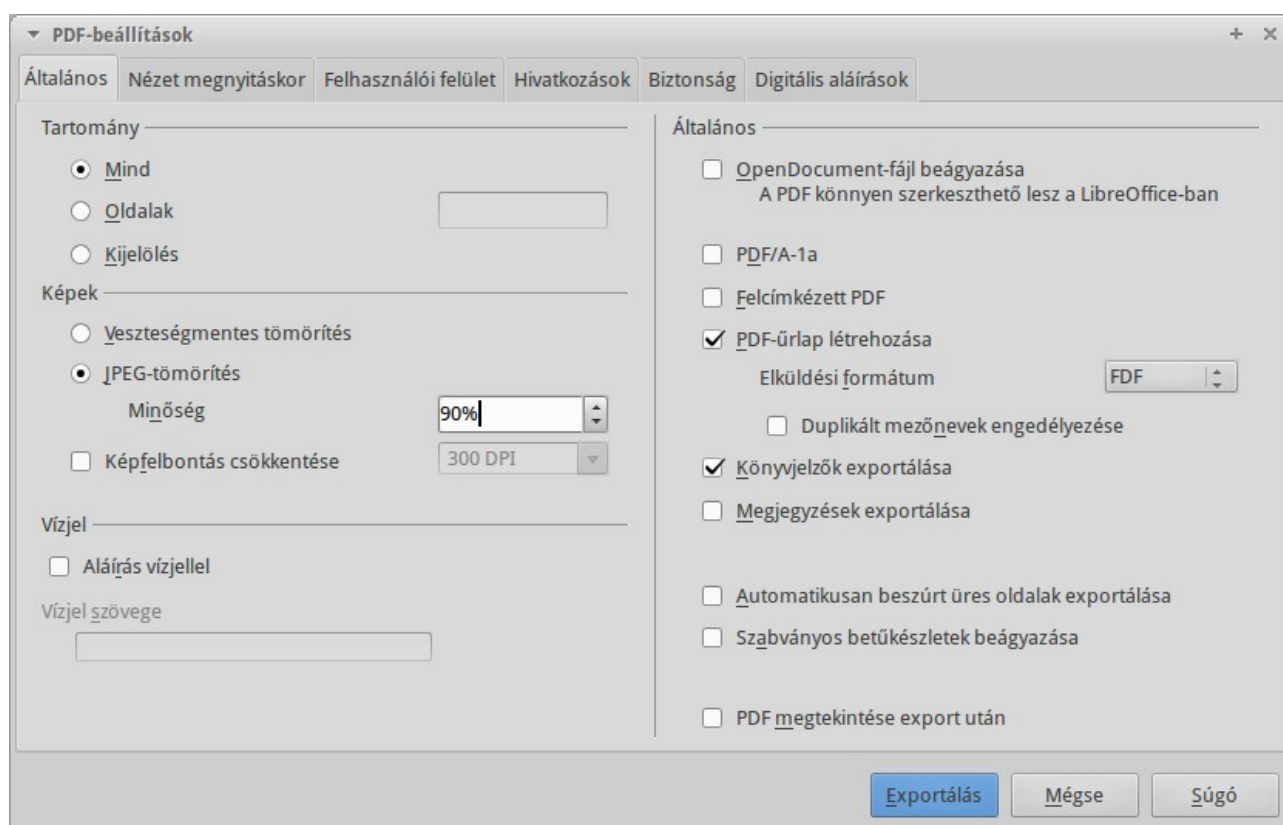 PDF-beállítások
Általános Nézet megnyitáskor Felhasználói felület Hivatkozások Biztonság Digitális aláírások
Tartomány
Mind
Oldalak
Kijelölés
Képek
Veszteségmentes tömörítés
JPEG-tömörítés
Minőség 90%
Képfelbontás csökkentése 300 DPI
Vízjel
Aláírás vízjellel
Vízjel szövege
Általános
OpenDocument-fájl beágyazása
A PDF könnyen szerkeszthető lesz a LibreOffice-ban
PDF/A-1a
Felcímkézett PDF
PDF-űrlap létrehozása
Elküldési formátum FDF
Duplikált mezőnevek engedélyezése
Könyvjelzők exportálása
Megjegyzések exportálása
Automatikusan beszúrt üres oldalak exportálása
Szabványos betűkészletek beágyazása
PDF megtekintése export után
Exportálás Mégse Súgó